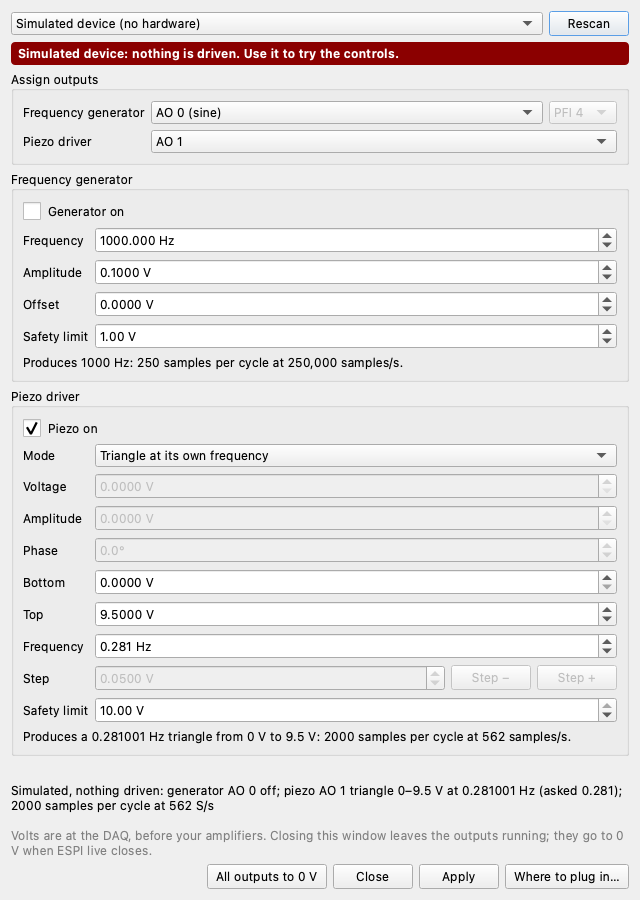 Simulated device (no hardware)
Rescan
Simulated device: nothing is driven. Use it to try the controls.
Assign outputs
Frequency generator AO 0 (sine) PFI 4
Piezo driver AO 1
Frequency generator
Generator on
Frequency 1000.000 Hz
Amplitude 0.1000 V
Offset 0.0000 V
Safety limit 1.00 V
Produces 1000 Hz: 250 samples per cycle at 250,000 samples/s.
Piezo driver
Piezo on
Mode Triangle at its own frequency
Voltage 0.0000 V
Amplitude 0.0000 V
Phase 0.0°
Bottom 0.0000 V
Top 9.5000 V
Frequency 0.281 Hz
Step 0.0500 V Step – Step +
Safety limit 10.00 V
Produces a 0.281001 Hz triangle from 0 V to 9.5 V: 2000 samples per cycle at 562 samples/s.
Simulated, nothing driven: generator AO 0 off; piezo AO 1 triangle 0–9.5 V at 0.281001 Hz (asked 0.281);
2000 samples per cycle at 562 S/s
Volts are at the DAQ, before your amplifiers. Closing this window leaves the outputs running; they go to 0
V when ESPI live closes.
All outputs to 0 V Close Apply Where to plug in...